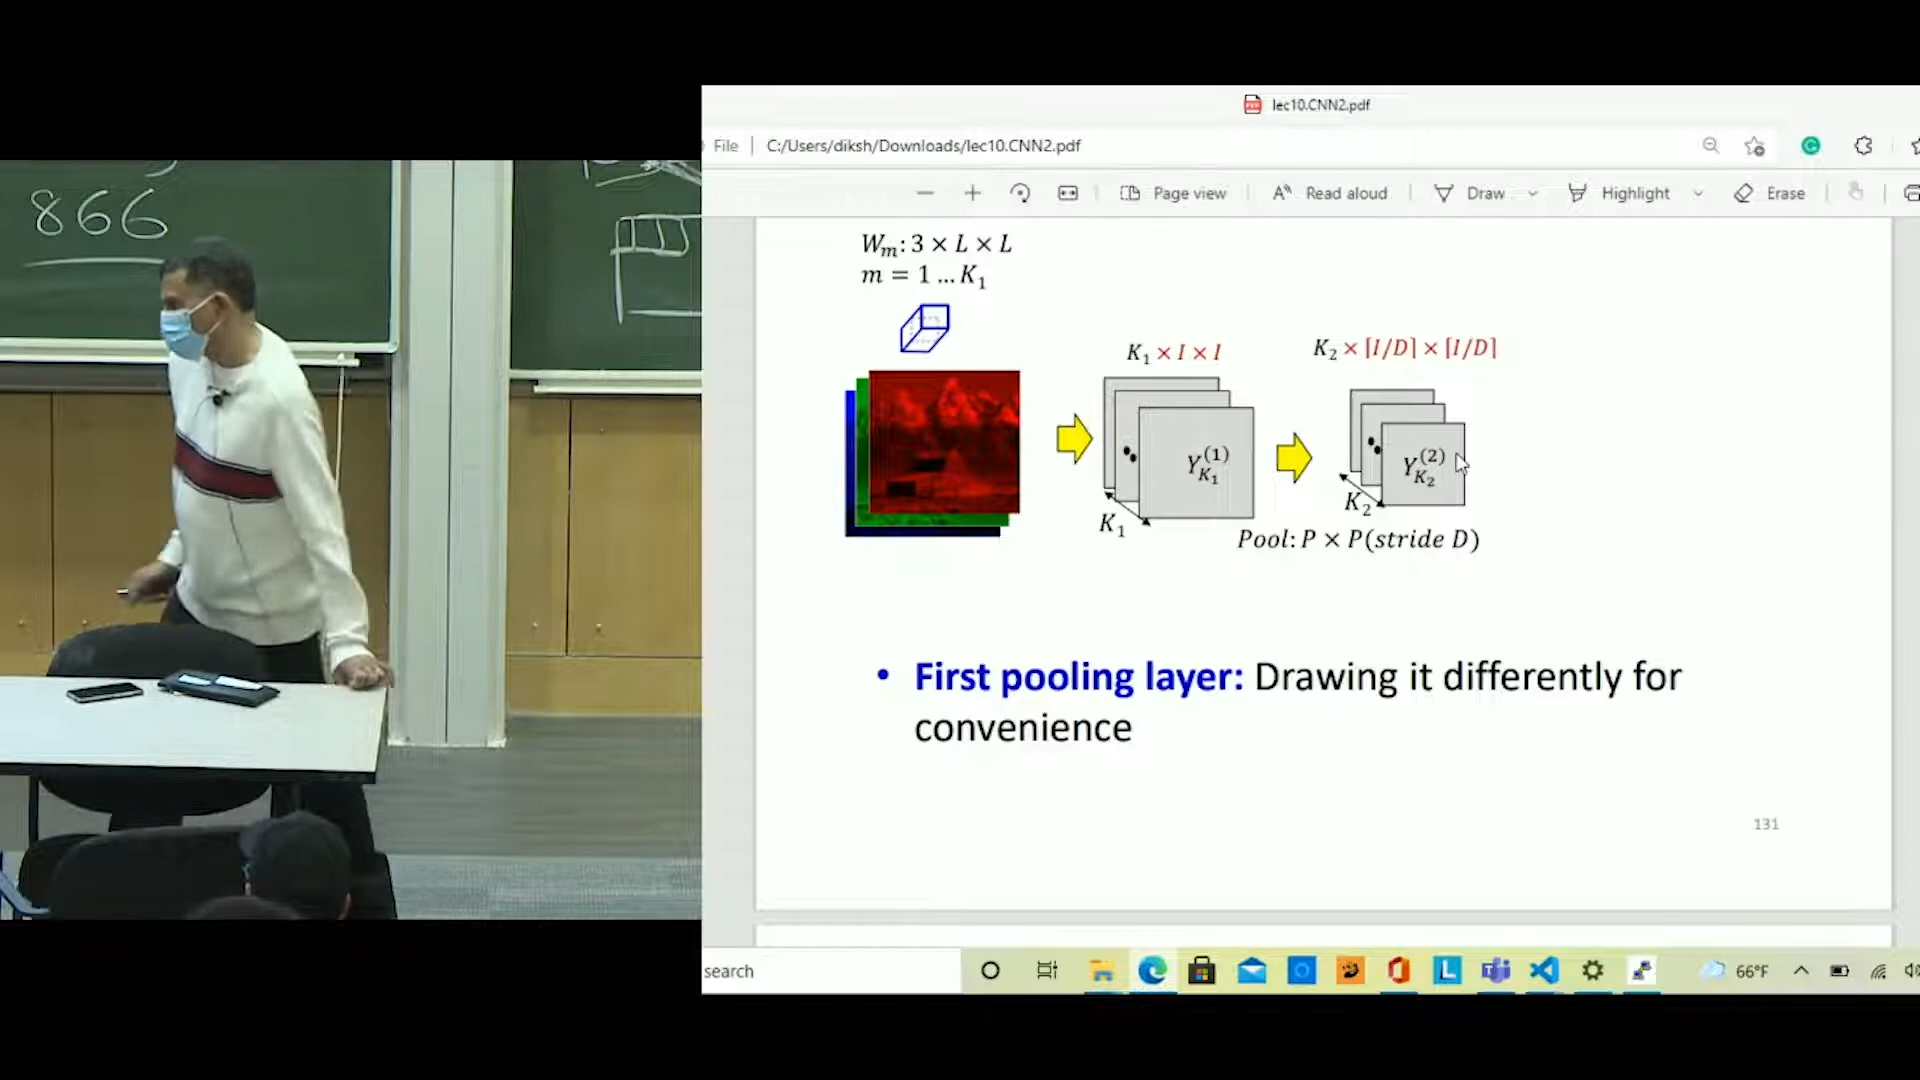 866
lec10.CNN2.pdf
File
C:/Users/diksh/Downloads/lec10.CNN2.pdf
Page view
Read aloud
Draw
Highlight
Erase
W_m: 3 × L × L
m = 1 … K_1
K_1 × I × I
K_2 × ⌈I/D⌉ × ⌈I/D⌉
Y_{K_1}^{(1)}
Y_{K_2}^{(2)}
K_1
K_2
Pool: P × P(stride D)
• First pooling layer: Drawing it differently for
convenience
131
search
66°F